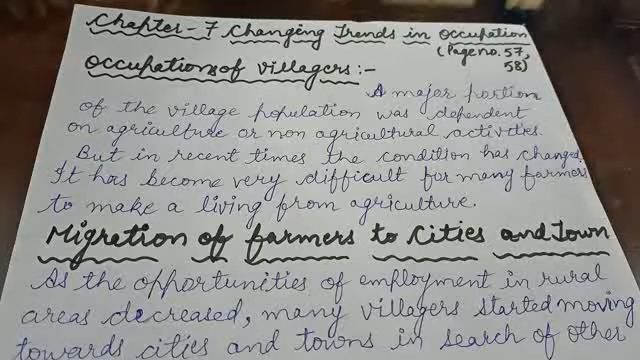 Chapter-7 Changing Trends in Occupation
(Page no. 57,
58)
Occupations of villagers:-
A major portion
of the village population was dependent
on agriculture or non agricultural activities.
But in recent times the condition has changed.
It has become very difficult for many farmers
to make a living from agriculture.
Migration of farmers to Cities and Town
As the opportunities of employment in rural
areas decreased, many villagers started moving
towards cities and towns in search of other